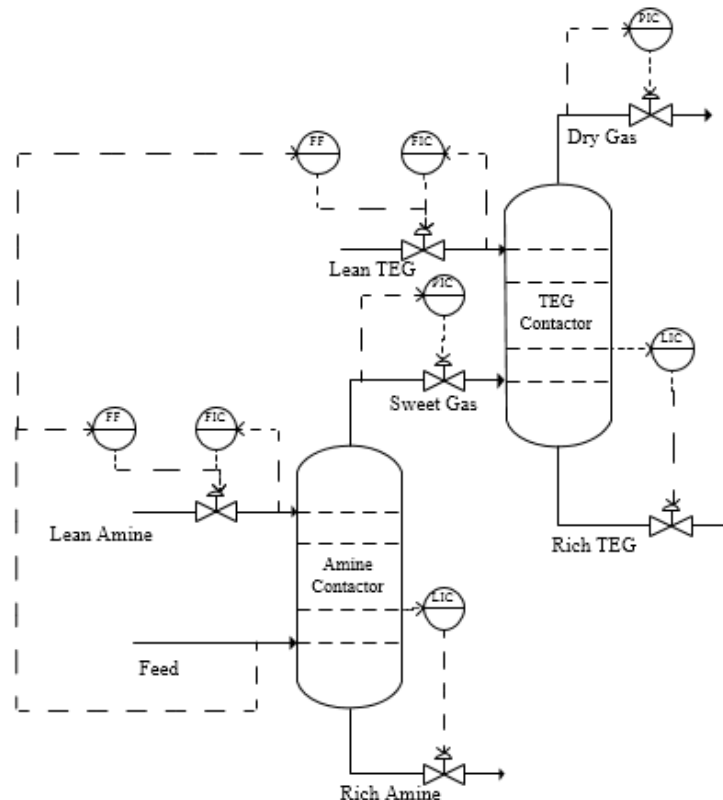 PIC
Dry Gas
FF
FIC
Lean TEG
TEG
Contactor
LIC
Sweet Gas
FF
FIC
Lean Amine
Amine
Contactor
LIC
Rich TEG
Feed
Rich Amine